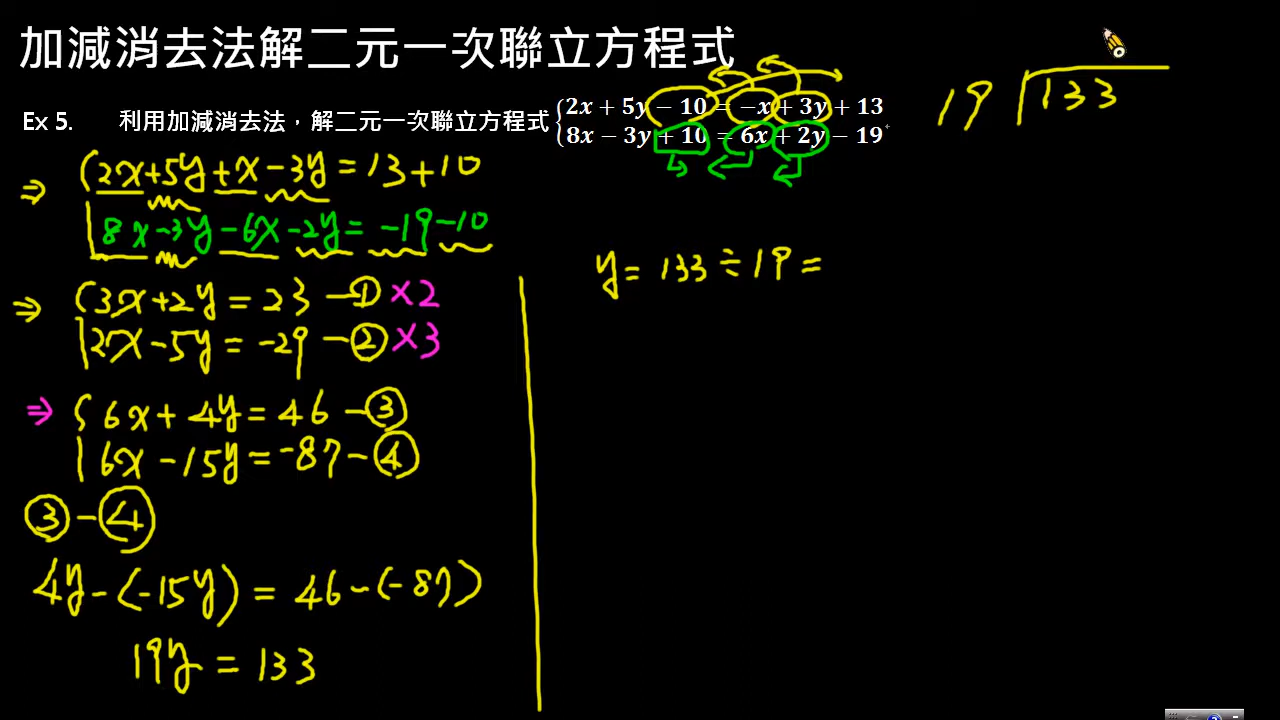 加減消去法解二元一次聯立方程式
Ex 5. 利用加減消去法，解二元一次聯立方程式 {2x + 5y − 10 = −x + 3y + 13
8x − 3y + 10 = 6x + 2y − 19
⇒ {2x+5y+x−3y=13+10
8x−3y−6x−2y=−19−10
⇒ {3x+2y=23 −① ×2
2x−5y=−29 −② ×3
⇒ {6x+4y=46 −③
6x−15y=−87 −④
③−④
4y−(−15y)=46−(−87)
19y=133
y=133÷19=
19 133